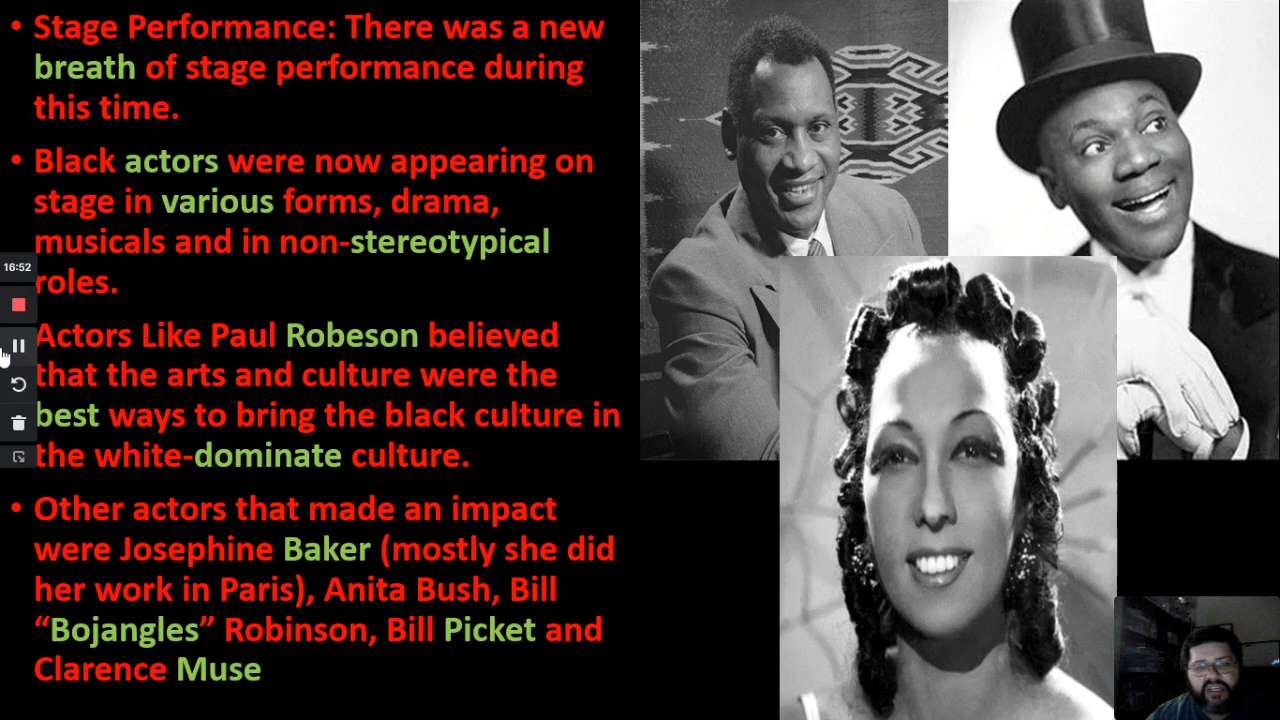 • Stage Performance: There was a new
breath of stage performance during
this time.
• Black actors were now appearing on
stage in various forms, drama,
musicals and in non-stereotypical
roles.
Actors Like Paul Robeson believed
that the arts and culture were the
best ways to bring the black culture in
the white-dominate culture.
• Other actors that made an impact
were Josephine Baker (mostly she did
her work in Paris), Anita Bush, Bill
“Bojangles” Robinson, Bill Picket and
Clarence Muse
16:52